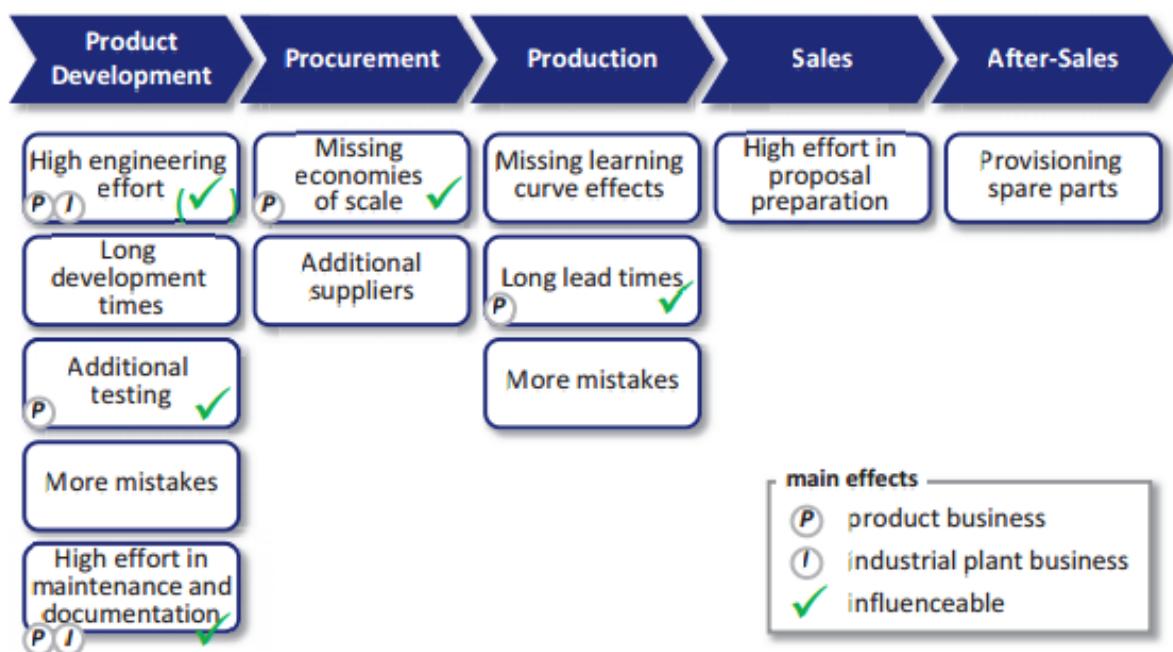 Product
Development
Procurement
Production
Sales
After-Sales
High engineering
effort
P I (✓)
Long
development
times
Additional
testing
P ✓
More mistakes
High effort in
maintenance and
documentation
P I ✓
Missing
economies
of scale
P ✓
Additional
suppliers
Missing learning
curve effects
Long lead times
P ✓
More mistakes
High effort in
proposal
preparation
Provisioning
spare parts
main effects
P product business
I industrial plant business
✓ influenceable